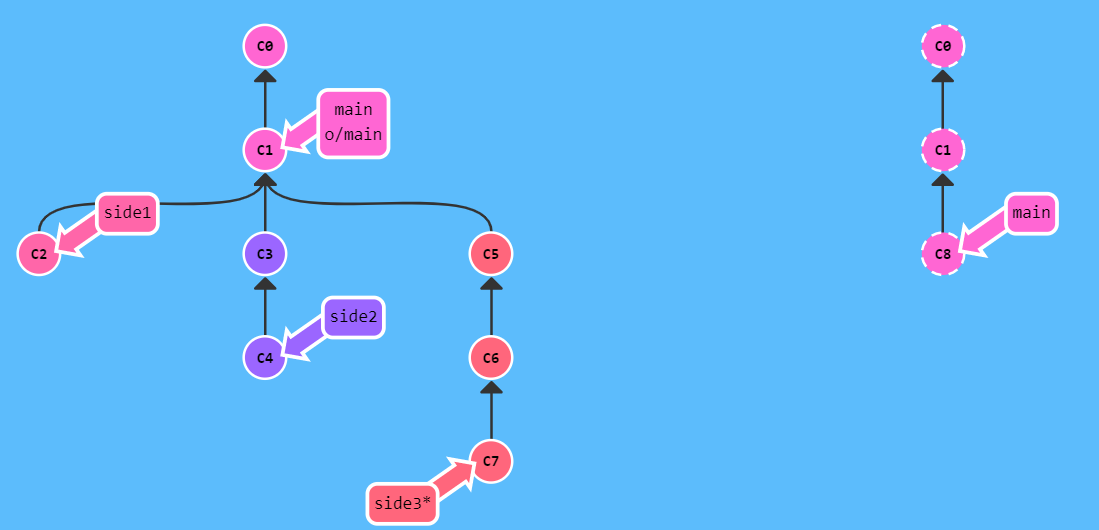 C0
C0
main
o/main
C1
C1
side1
main
C2
C3
C5
C8
side2
C4
C6
C7
side3*